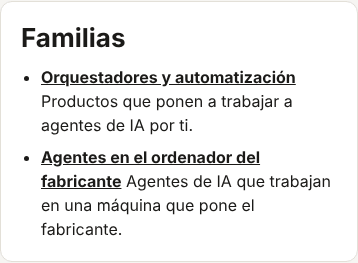 Familias
Orquestadores y automatización
Productos que ponen a trabajar a
agentes de IA por ti.
Agentes en el ordenador del
fabricante Agentes de IA que trabajan
en una máquina que pone el
fabricante.